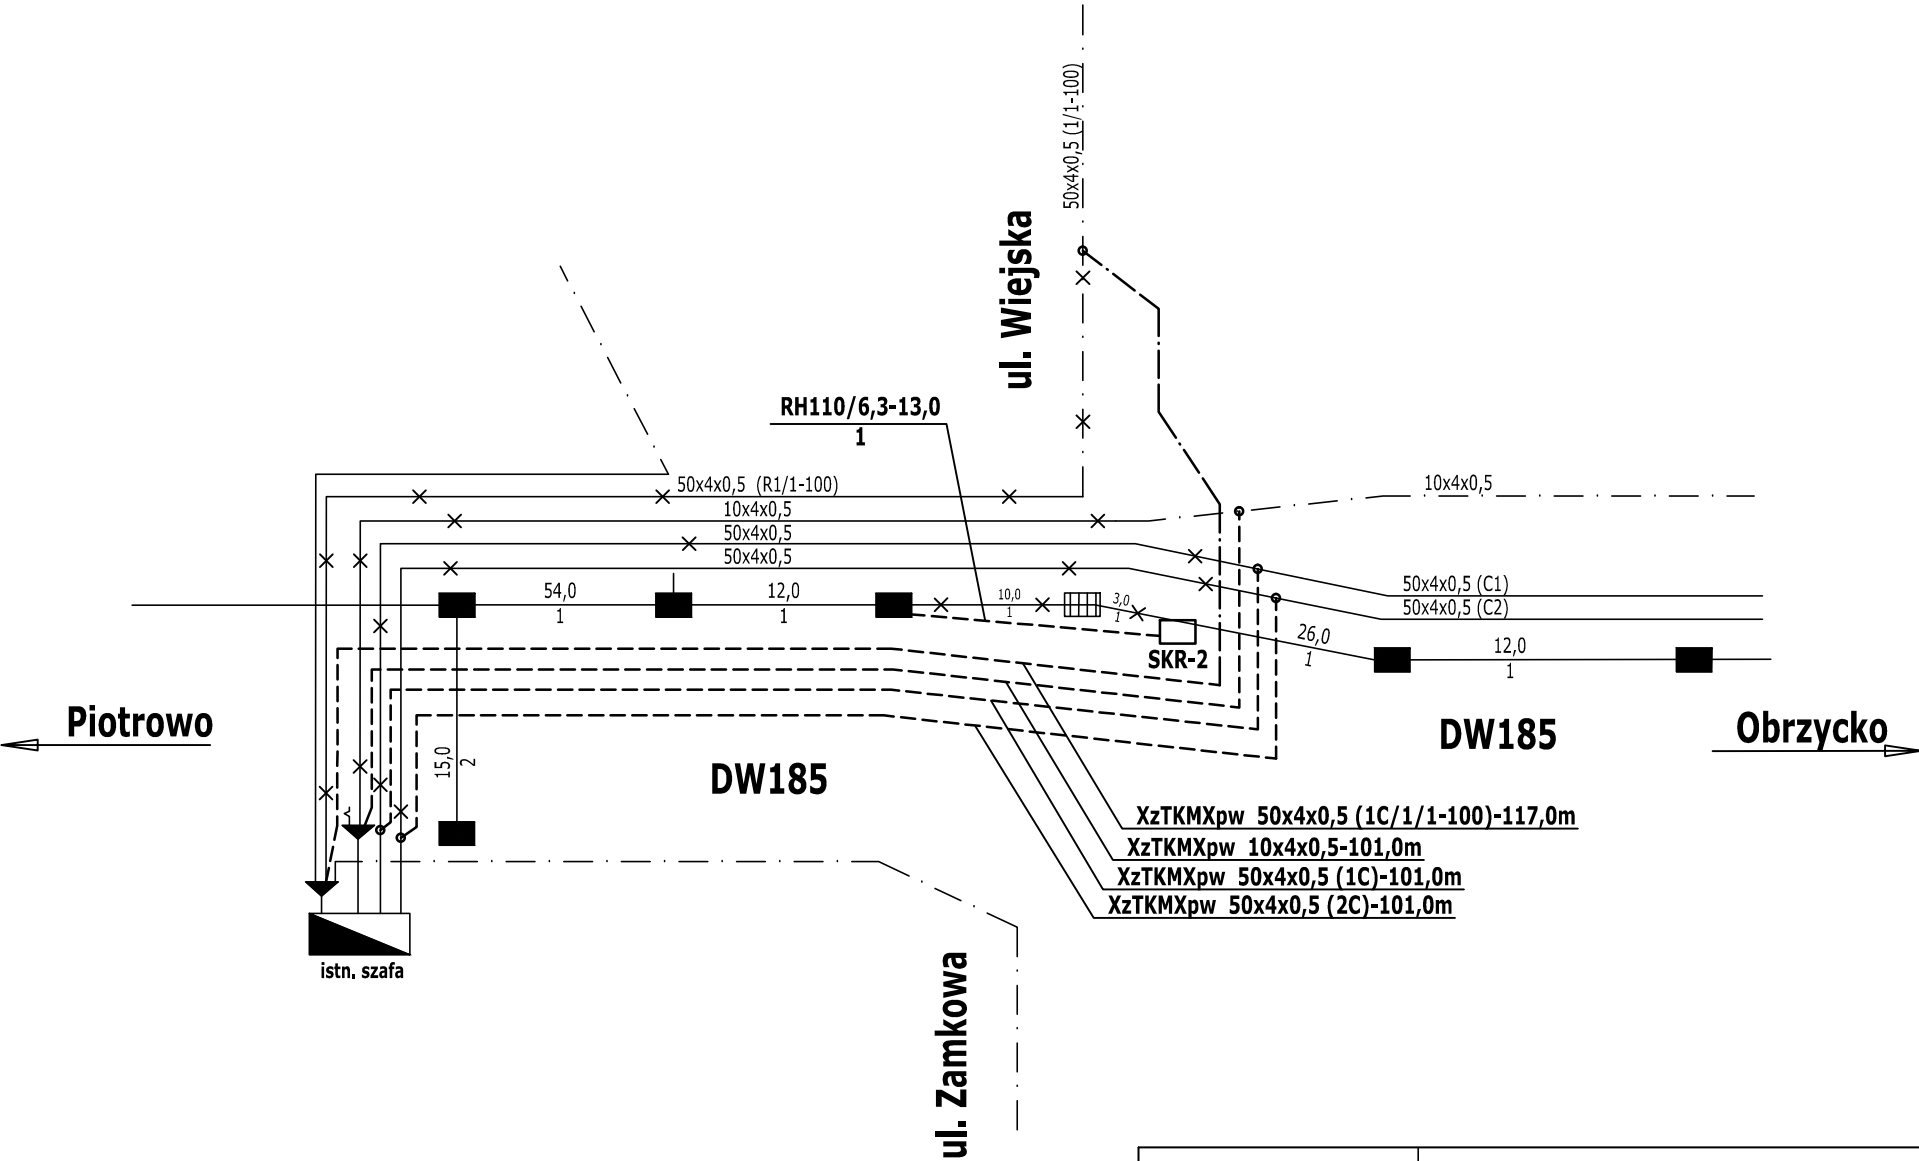 50x4x0,5 (1/1-100)
ul. Wiejska
RH110/6,3-13,0
1
50x4x0,5 (R1/1-100)
10x4x0,5
10x4x0,5
50x4x0,5
50x4x0,5
50x4x0,5 (C1)
50x4x0,5 (C2)
54,0
1
12,0
1
10,0
1
3,0
1
26,0
1
12,0
1
SKR-2
Piotrowo
DW185
Obrzycko
15,0
2
DW185
XzTKMXpw 50x4x0,5 (1C/1/1-100)-117,0m
XzTKMXpw 10x4x0,5-101,0m
XzTKMXpw 50x4x0,5 (1C)-101,0m
XzTKMXpw 50x4x0,5 (2C)-101,0m
istn. szafa
ul. Zamkowa